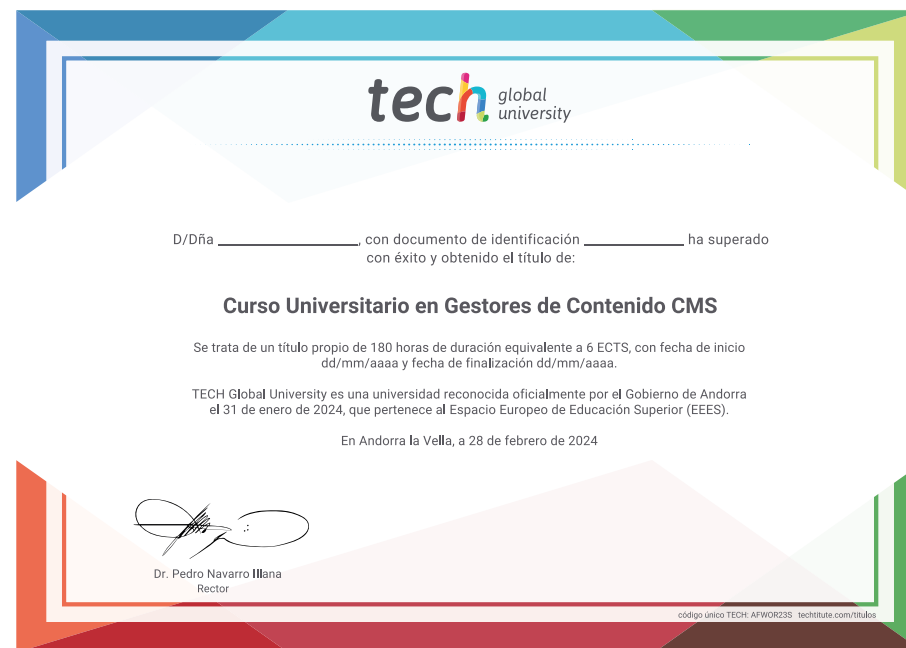 tech global university
D/Dña ______________, con documento de identificación __________ ha superado
con éxito y obtenido el título de:
Curso Universitario en Gestores de Contenido CMS
Se trata de un título propio de 180 horas de duración equivalente a 6 ECTS, con fecha de inicio
dd/mm/aaaa y fecha de finalización dd/mm/aaaa.
TECH Global University es una universidad reconocida oficialmente por el Gobierno de Andorra
el 31 de enero de 2024, que pertenece al Espacio Europeo de Educación Superior (EEES).
En Andorra la Vella, a 28 de febrero de 2024
Dr. Pedro Navarro Illana
Rector
código único TECH: AFWOR23S techtitute.com/titulos